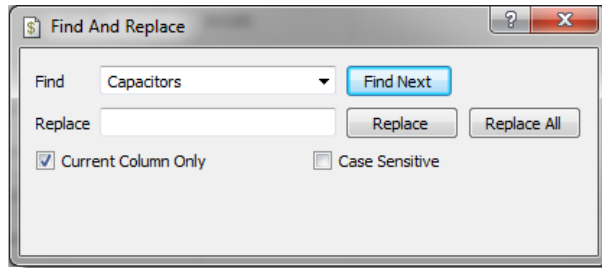 Find And Replace
Find Capacitors Find Next
Replace Replace Replace All
Current Column Only Case Sensitive